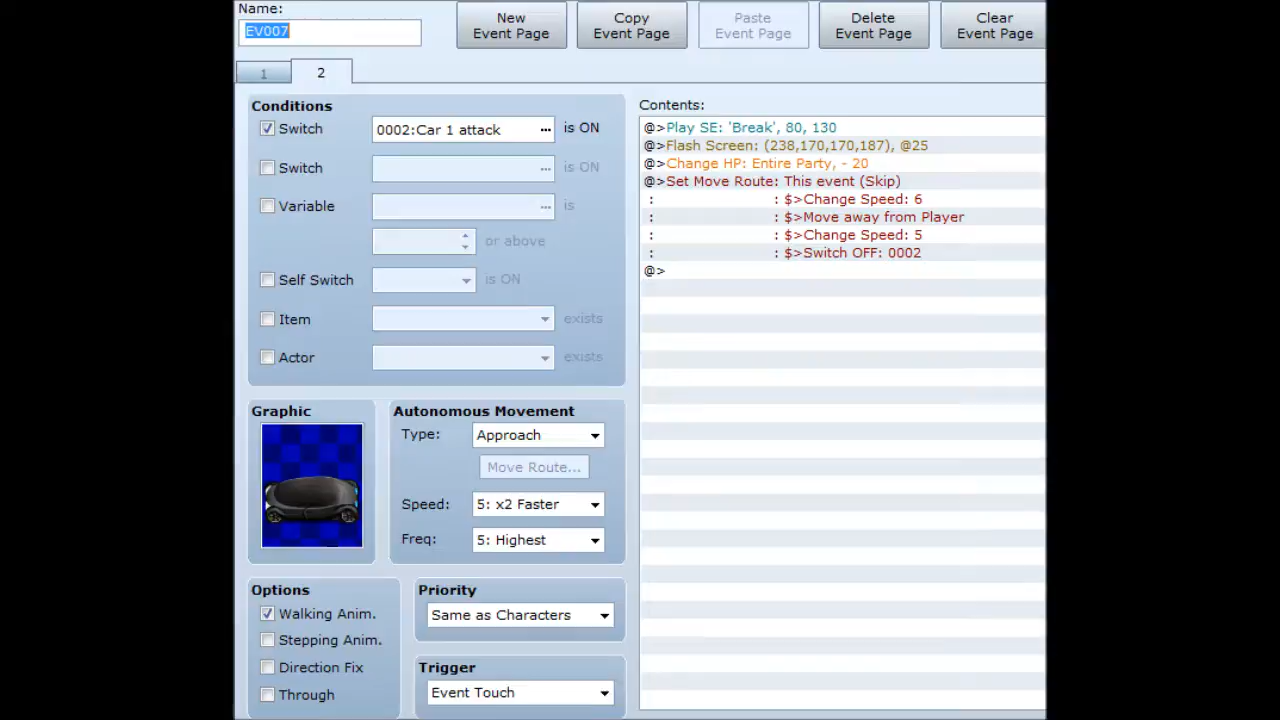 Name:
EV007
New
Event Page
Copy
Event Page
Paste
Event Page
Delete
Event Page
Clear
Event Page
1
2
Conditions
Switch
0002:Car 1 attack
...
is ON
Switch
...
is ON
Variable
...
is
or above
Self Switch
is ON
Item
exists
Actor
exists
Graphic
Autonomous Movement
Type:
Approach
Move Route...
Speed:
5: x2 Faster
Freq:
5: Highest
Options
Walking Anim.
Stepping Anim.
Direction Fix
Through
Priority
Same as Characters
Trigger
Event Touch
Contents:
@>Play SE: 'Break', 80, 130
@>Flash Screen: (238,170,170,187), @25
@>Change HP: Entire Party, - 20
@>Set Move Route: This event (Skip)
: : $>Change Speed: 6
: : $>Move away from Player
: : $>Change Speed: 5
: : $>Switch OFF: 0002
@>